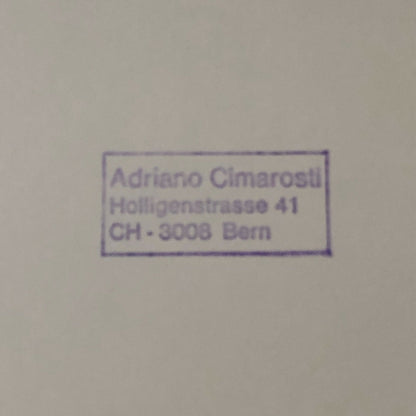 Adriano Cimarosti
Holligenstrasse 41
CH - 3008 Bern